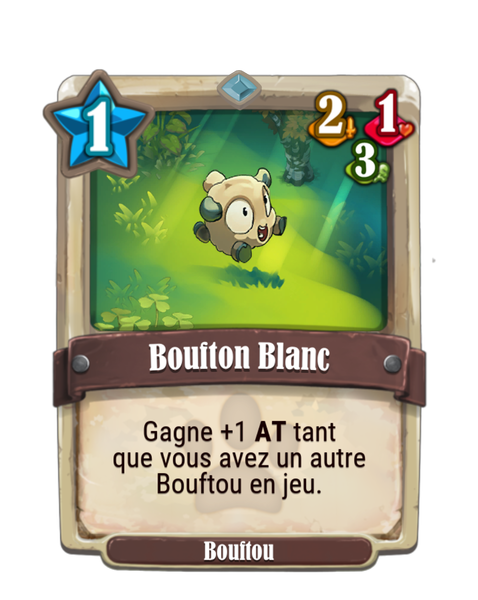 1
2
1
3
Boufton Blanc
Gagne +1 AT tant
que vous avez un autre
Bouftou en jeu.
Bouftou